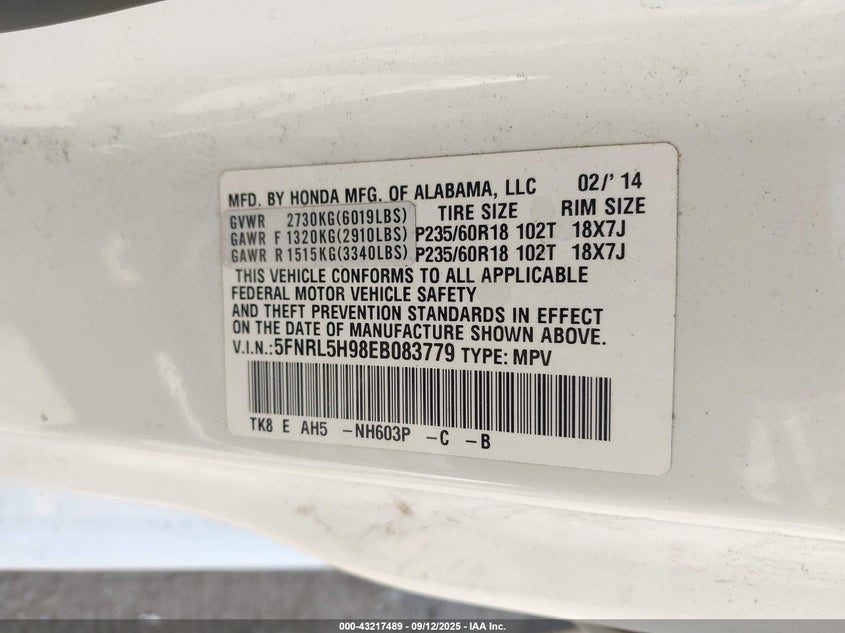 MFD. BY HONDA MFG. OF ALABAMA, LLC 02/' 14
GVWR 2730KG(6019LBS) TIRE SIZE RIM SIZE
GAWR F 1320KG(2910LBS) P235/60R18 102T 18X7J
GAWR R 1515KG(3340LBS) P235/60R18 102T 18X7J
THIS VEHICLE CONFORMS TO ALL APPLICABLE
FEDERAL MOTOR VEHICLE SAFETY
AND THEFT PREVENTION STANDARDS IN EFFECT
ON THE DATE OF MANUFACTURE SHOWN ABOVE.
V.I.N.:5FNRL5H98EB083779 TYPE: MPV
TK8 E AH5 -NH603P -C -B
000-43217489 - 09/12/2025 - IAA Inc.